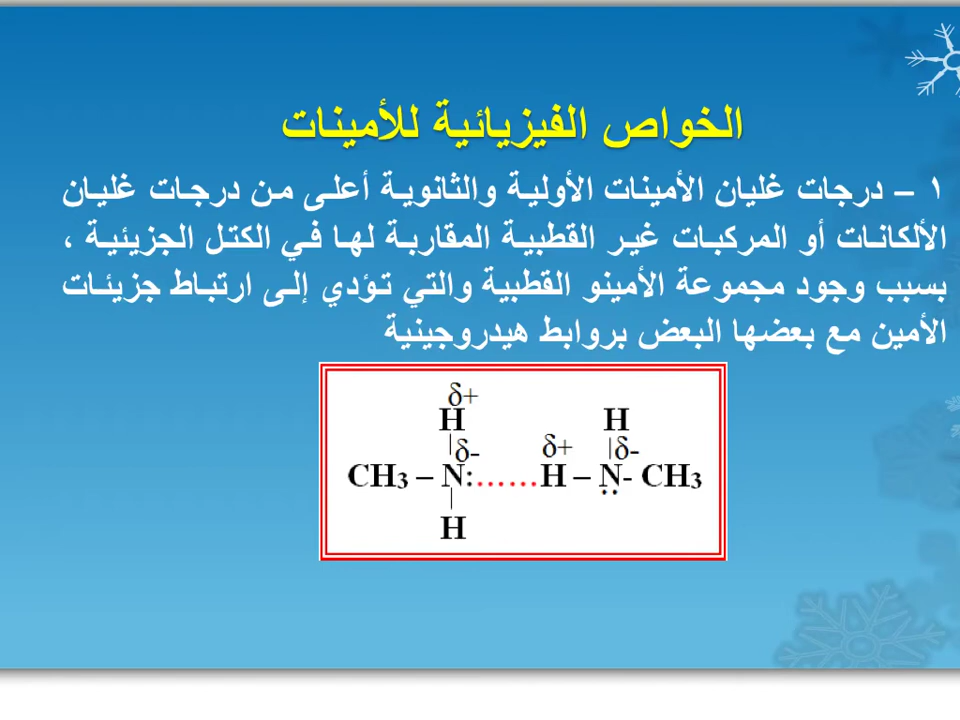 الخواص الفيزيائية للأمينات
١ – درجات غليان الأمينات الأولية والثانوية أعلى من درجات غليان
الألكانات أو المركبات غير القطبية المقاربة لها في الكتل الجزيئية ،
بسبب وجود مجموعة الأمينو القطبية والتي تؤدي إلى ارتباط جزيئات
الأمين مع بعضها البعض بروابط هيدروجينية
δ+
H H
δ- δ+ δ-
CH₃ – N:......H – N̤- CH₃
H